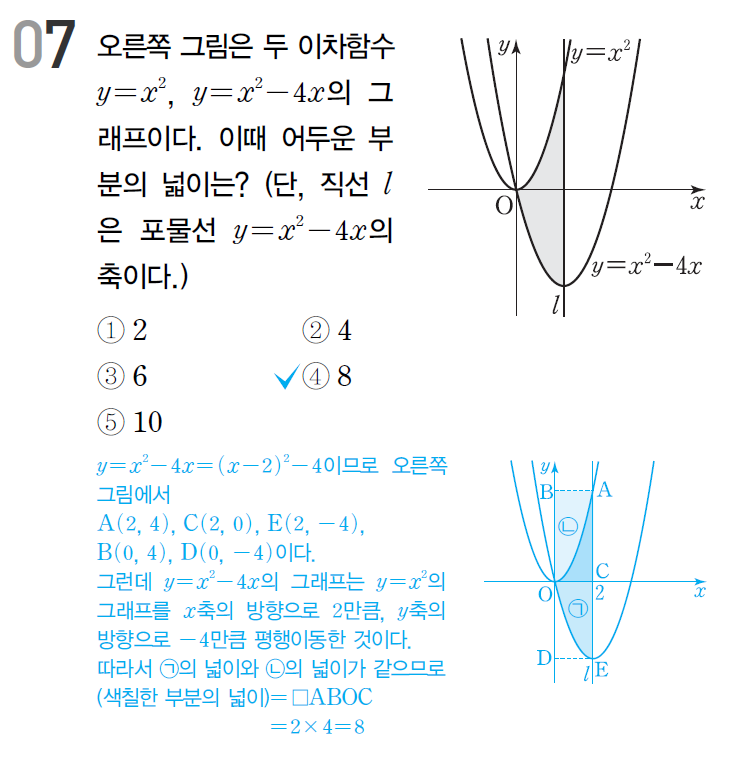 07
오른쪽 그림은 두 이차함수
y=x², y=x²-4x의 그
래프이다. 이때 어두운 부
분의 넓이는? (단, 직선 l
은 포물선 y=x²-4x의
축이다.)
① 2
② 4
③ 6
④ 8
⑤ 10
y
y=x²
O
x
y=x²-4x
l
y=x²-4x=(x-2)²-4이므로 오른쪽
그림에서
A(2, 4), C(2, 0), E(2, -4),
B(0, 4), D(0, -4)이다.
그런데 y=x²-4x의 그래프는 y=x²의
그래프를 x축의 방향으로 2만큼, y축의
방향으로 -4만큼 평행이동한 것이다.
따라서 ㉠의 넓이와 ㉡의 넓이가 같으므로
(색칠한 부분의 넓이)=□ABOC
=2×4=8
y
B
A
㉡
C
O
2
x
㉠
D
l
E